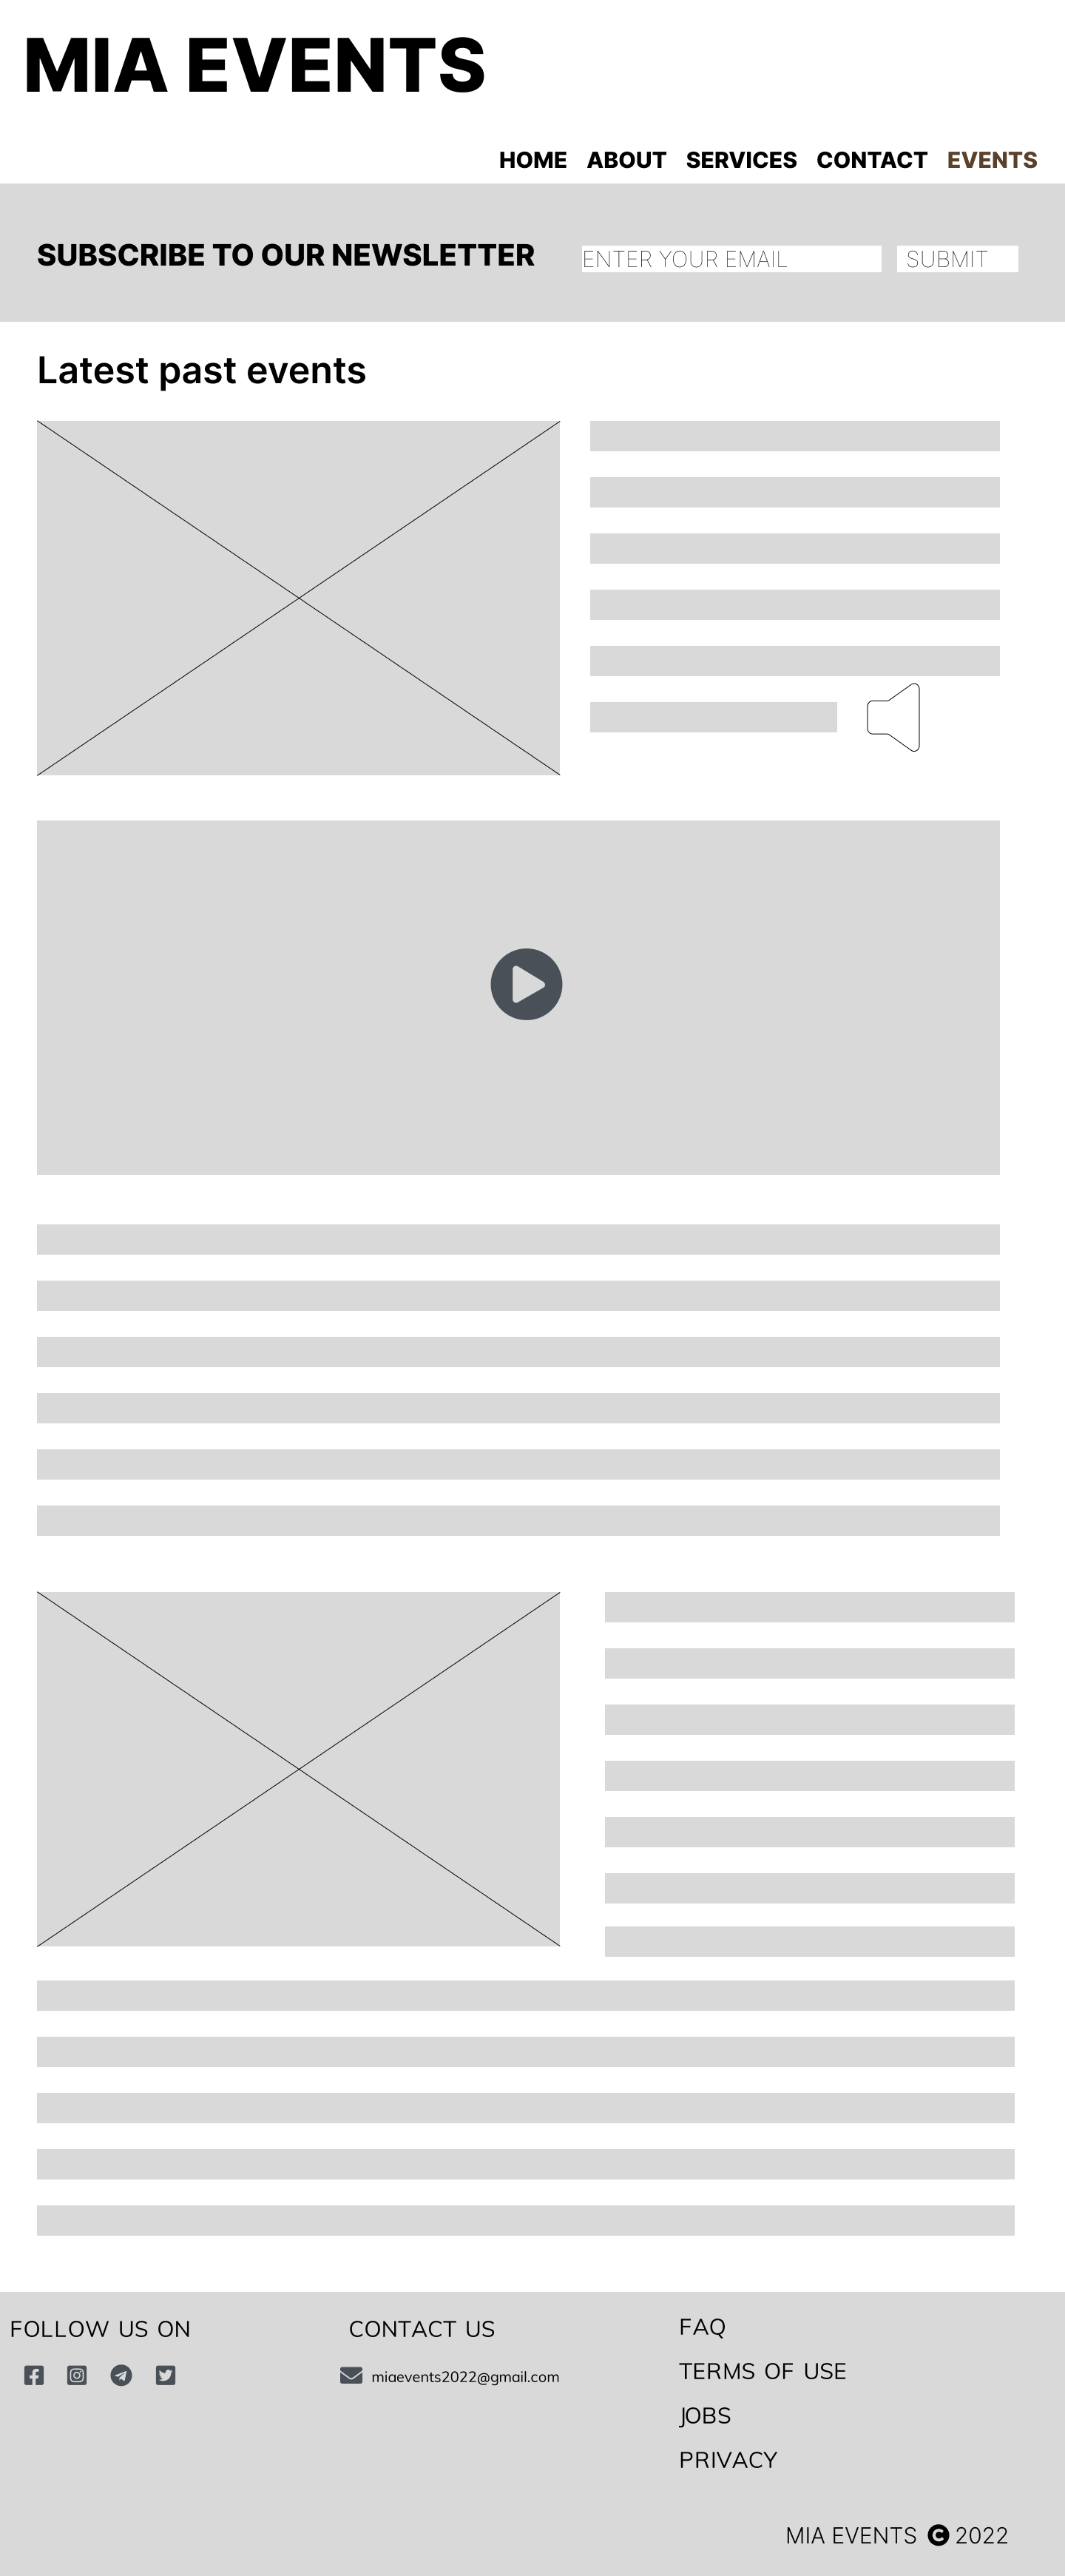 MIA EVENTS
HOME ABOUT SERVICES CONTACT EVENTS
SUBSCRIBE TO OUR NEWSLETTER
ENTER YOUR EMAIL SUBMIT
Latest past events
FOLLOW US ON
CONTACT US
miaevents2022@gmail.com
FAQ
TERMS OF USE
JOBS
PRIVACY
MIA EVENTS © 2022